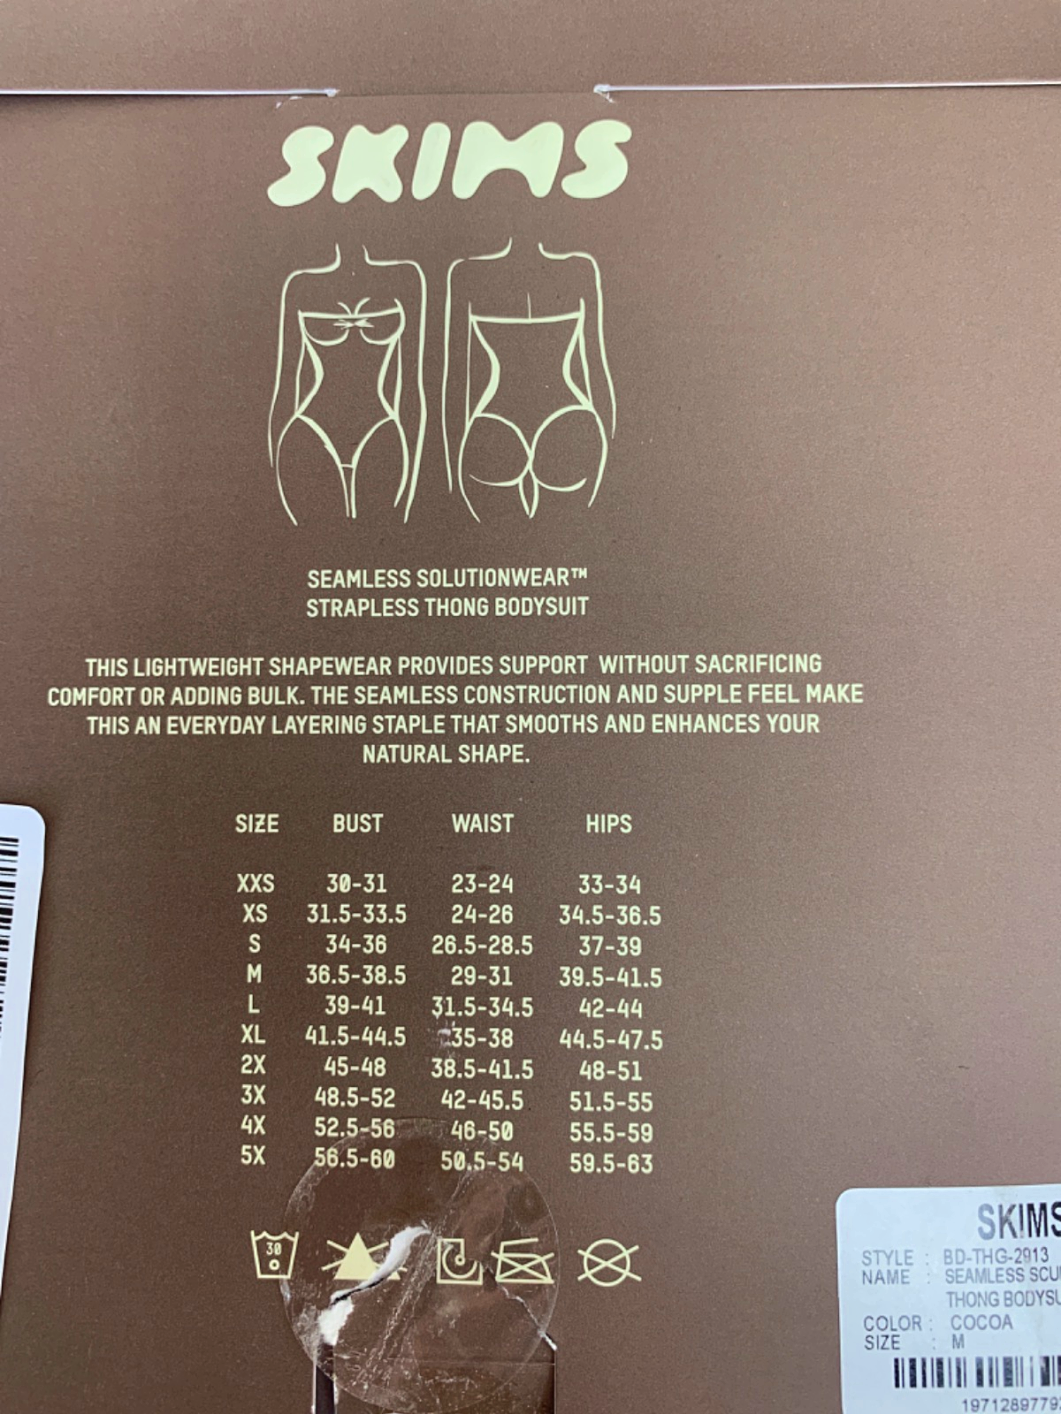 SKIMS
SEAMLESS SOLUTIONWEAR™
STRAPLESS THONG BODYSUIT
THIS LIGHTWEIGHT SHAPEWEAR PROVIDES SUPPORT WITHOUT SACRIFICING
COMFORT OR ADDING BULK. THE SEAMLESS CONSTRUCTION AND SUPPLE FEEL MAKE
THIS AN EVERYDAY LAYERING STAPLE THAT SMOOTHS AND ENHANCES YOUR
NATURAL SHAPE.
SIZE BUST WAIST HIPS
XXS 30-31 23-24 33-34
XS 31.5-33.5 24-26 34.5-36.5
S 34-36 26.5-28.5 37-39
M 36.5-38.5 29-31 39.5-41.5
L 39-41 31.5-34.5 42-44
XL 41.5-44.5 35-38 44.5-47.5
2X 45-48 38.5-41.5 48-51
3X 48.5-52 42-45.5 51.5-55
4X 52.5-56 46-50 55.5-59
5X 56.5-60 50.5-54 59.5-63
30
SKIMS
STYLE : BD-THG-2913
NAME : SEAMLESS SCU
THONG BODYSU
COLOR : COCOA
SIZE : M
197128977